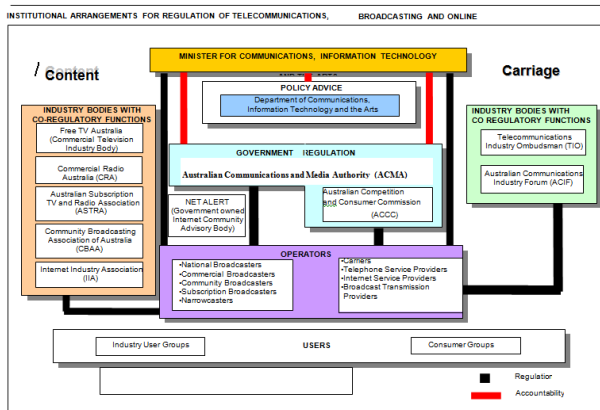 INSTITUTIONAL ARRANGEMENTS FOR REGULATION OF TELECOMMUNICATIONS, BROADCASTING AND ONLINE
MINISTER FOR COMMUNICATIONS, INFORMATION TECHNOLOGY
AND THE ARTS
/ Content
Content
Carriage
POLICY ADVICE
Department of Communications,
Information Technology and the Arts
INDUSTRY BODIES WITH
CO-REGULATORY FUNCTIONS
Free TV Australia
(Commercial Television
Industry Body)
Commercial Radio
Australia (CRA)
Australian Subscription
TV and Radio Association
(ASTRA)
Community Broadcasting
Association of Australia
(CBAA)
Internet Industry Association
(IIA)
GOVERNMENT REGULATION
Australian Communications and Media Authority (ACMA)
NET ALERT
(Government owned
Internet Community
Advisory Body)
Australian Competition
and Consumer Commission
(ACCC)
INDUSTRY BODIES WITH
CO REGULATORY FUNCTIONS
Telecommunications
Industry Ombudsman (TIO)
Australian Communications
Industry Forum (ACIF)
OPERATORS
•National Broadcasters
•Commercial Broadcasters
•Community Broadcasters
•Subscription Broadcasters
•Narrowcasters
•Carriers
•Telephone Service Providers
•Internet Service Providers
•Broadcast Transmission
Providers
Industry User Groups
USERS
Consumer Groups
Regulation
Accountability